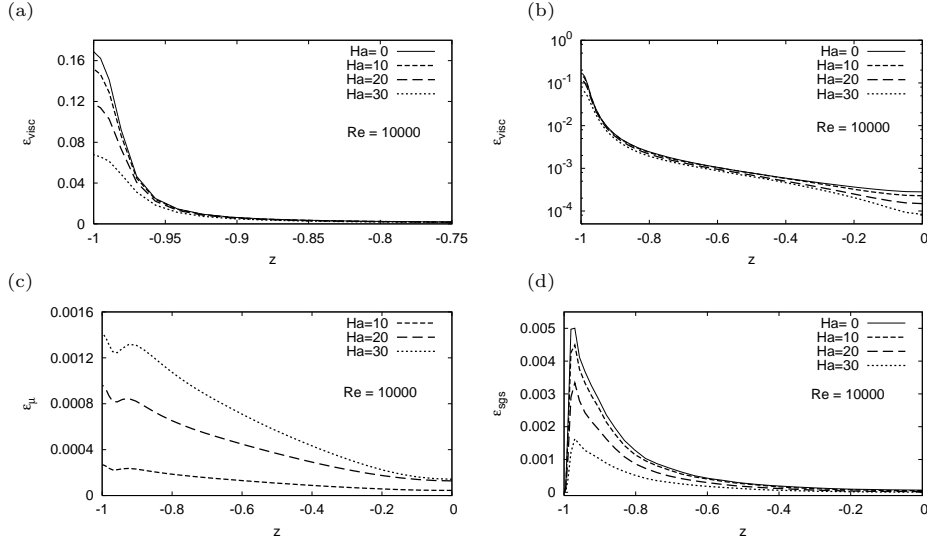 (a)
0.16
0.12
0.08
0.04
0
-1
-0.95
-0.9
-0.85
-0.8
-0.75
ε_visc
z
Ha= 0
Ha=10
Ha=20
Ha=30
Re = 10000
(b)
10^0
10^-1
10^-2
10^-3
10^-4
-1
-0.8
-0.6
-0.4
-0.2
0
ε_visc
z
Ha= 0
Ha=10
Ha=20
Ha=30
Re = 10000
(c)
0.0016
0.0012
0.0008
0.0004
0
-1
-0.8
-0.6
-0.4
-0.2
0
ε_μ
z
Ha=10
Ha=20
Ha=30
Re = 10000
(d)
0.005
0.004
0.003
0.002
0.001
0
-1
-0.8
-0.6
-0.4
-0.2
0
ε_sgs
z
Ha= 0
Ha=10
Ha=20
Ha=30
Re = 10000